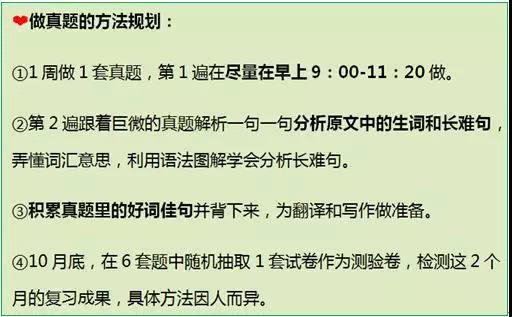 ❤做真题的方法规划：
①1周做1套真题，第1遍在尽量在早上9：00-11：20做。
②第2遍跟着巨微的真题解析一句一句分析原文中的生词和长难句，
弄懂词汇意思，利用语法图解学会分析长难句。
③积累真题里的好词佳句并背下来，为翻译和写作做准备。
④10月底，在6套题中随机抽取1套试卷作为测验卷，检测这2个
月的复习成果，具体方法因人而异。